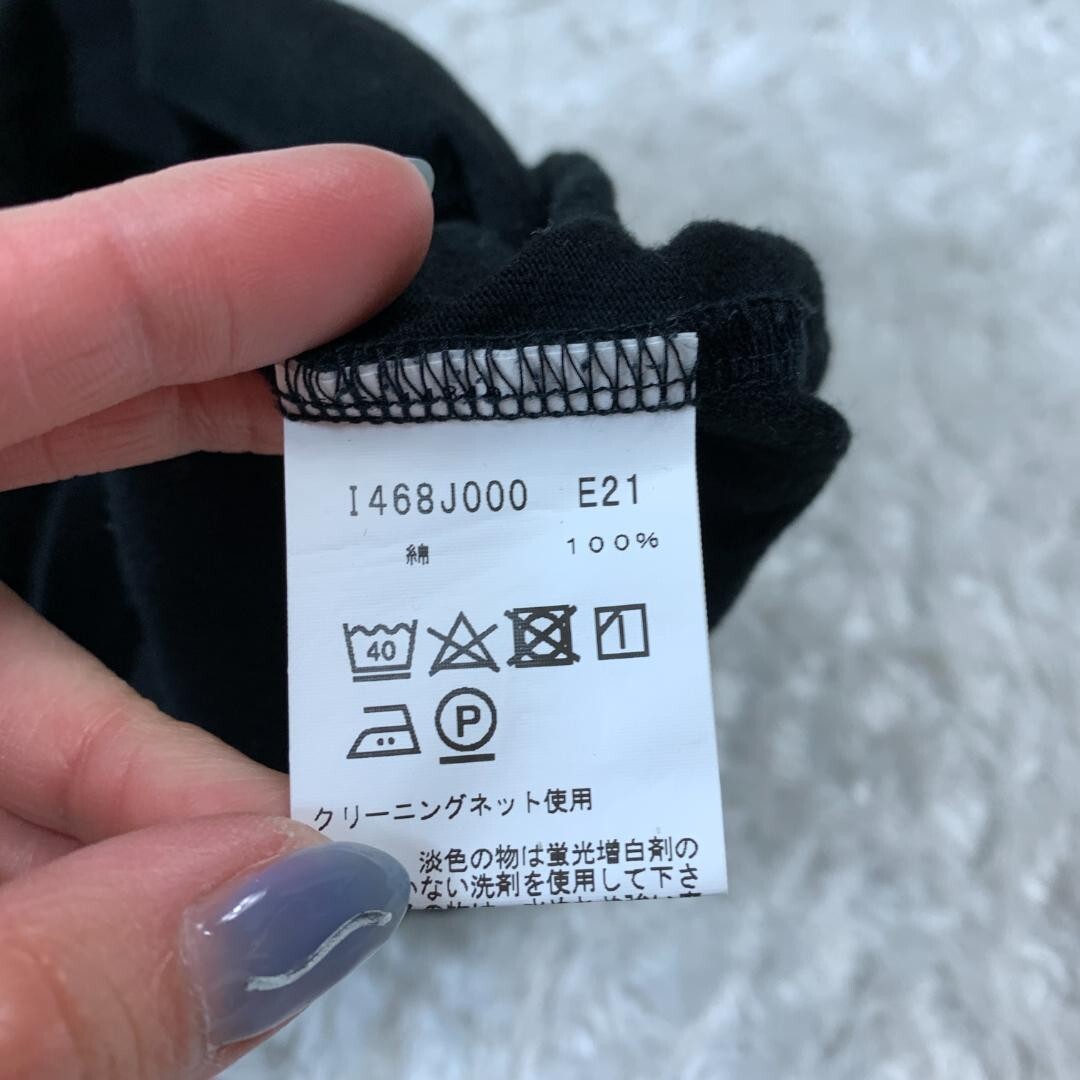 I468J000 E21
綿 100%
40
P
クリーニングネット使用
淡色の物は蛍光増白剤の
ない洗剤を使用して下さ